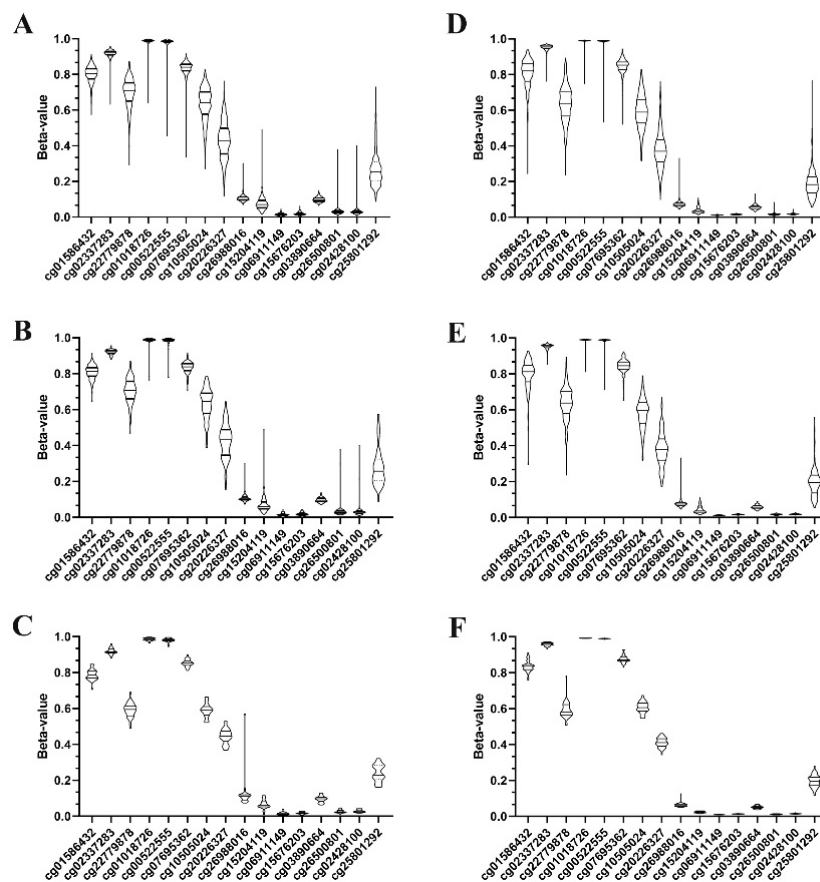 A
Beta-value
1.0
0.8
0.6
0.4
0.2
0.0
cg01586432
cg02337283
cg22779878
cg01018726
cg00522555
cg07695362
cg10505024
cg20226327
cg26988016
cg15204119
cg06911149
cg15676203
cg03890664
cg26500801
cg02428100
cg25801292
D
Beta-value
1.0
0.8
0.6
0.4
0.2
0.0
cg01586432
cg02337283
cg22779878
cg01018726
cg00522555
cg07695362
cg10505024
cg20226327
cg26988016
cg15204119
cg06911149
cg15676203
cg03890664
cg26500801
cg02428100
cg25801292
B
Beta-value
1.0
0.8
0.6
0.4
0.2
0.0
cg01586432
cg02337283
cg22779878
cg01018726
cg00522555
cg07695362
cg10505024
cg20226327
cg26988016
cg15204119
cg06911149
cg15676203
cg03890664
cg26500801
cg02428100
cg25801292
E
Beta-value
1.0
0.8
0.6
0.4
0.2
0.0
cg01586432
cg02337283
cg22779878
cg01018726
cg00522555
cg07695362
cg10505024
cg20226327
cg26988016
cg15204119
cg06911149
cg15676203
cg03890664
cg26500801
cg02428100
cg25801292
C
Beta-value
1.0
0.8
0.6
0.4
0.2
0.0
cg01586432
cg02337283
cg22779878
cg01018726
cg00522555
cg07695362
cg10505024
cg20226327
cg26988016
cg15204119
cg06911149
cg15676203
cg03890664
cg26500801
cg02428100
cg25801292
F
Beta-value
1.0
0.8
0.6
0.4
0.2
0.0
cg01586432
cg02337283
cg22779878
cg01018726
cg00522555
cg07695362
cg10505024
cg20226327
cg26988016
cg15204119
cg06911149
cg15676203
cg03890664
cg26500801
cg02428100
cg25801292